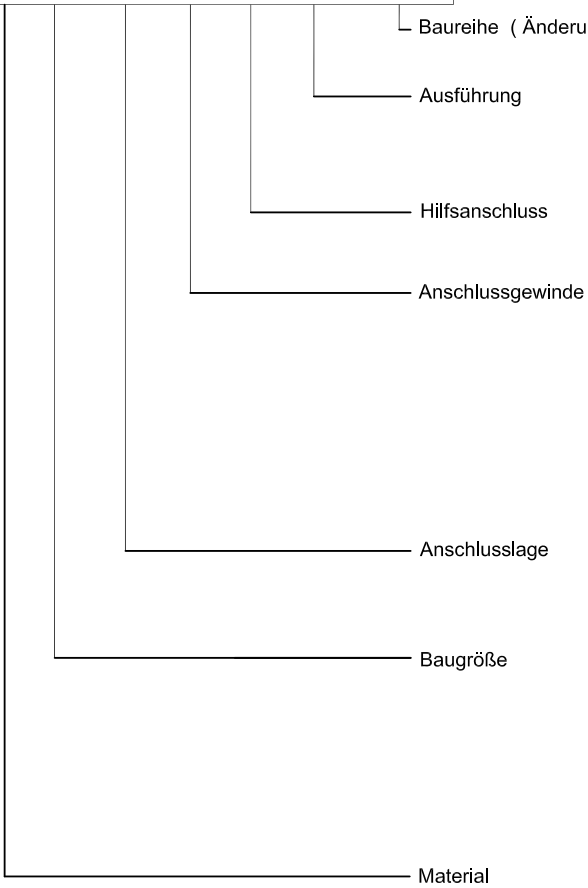 Baureihe ( Änderu
Ausführung
Hilfsanschluss
Anschlussgewinde
Anschlusslage
Baugröße
Material